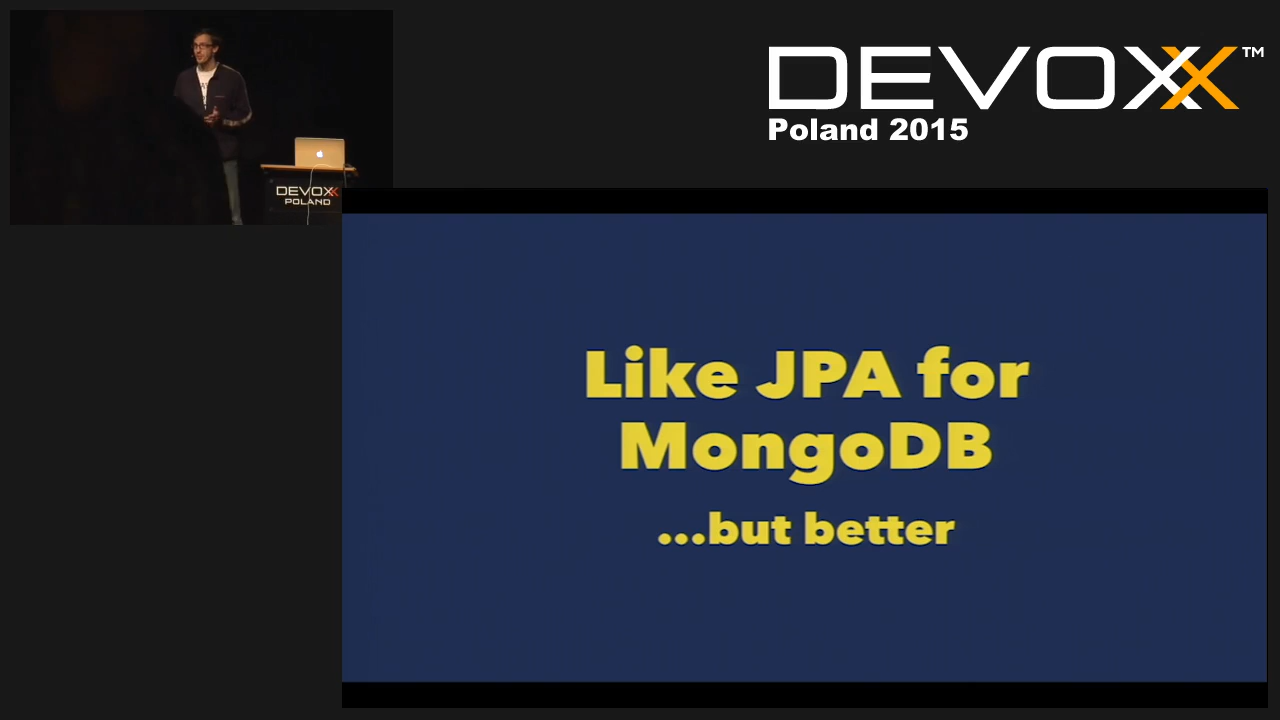 DEVOXX™
Poland 2015
DEVOXX
POLAND
Like JPA for
MongoDB
...but better